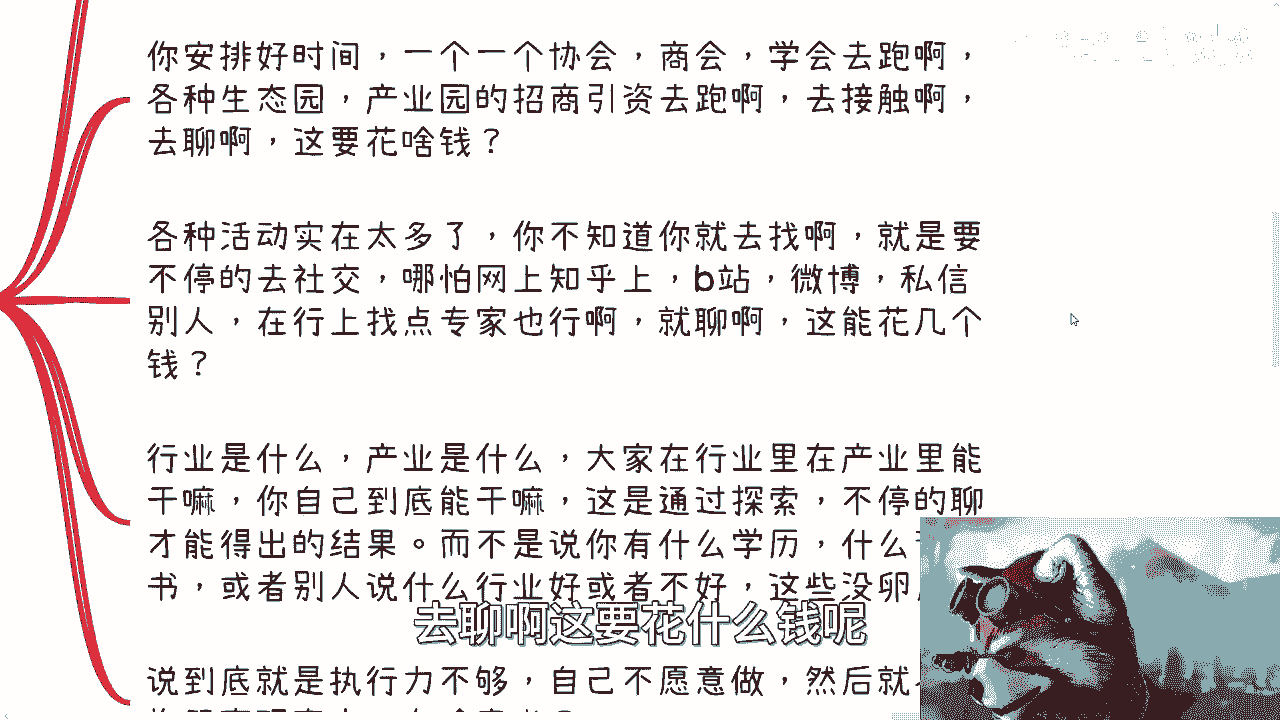 你安排好时间，一个一个协会，商会，学会去跑啊，
各种生态园，产业园的招商引资去跑啊，去接触啊，
去聊啊，这要花啥钱？
各种活动实在太多了，你不知道你就去找啊，就是要
不停的去社交，哪怕网上知乎上，b站，微博，私信
别人，在行上找点专家也行啊，就聊啊，这能花几个
钱？
行业是什么，产业是什么，大家在行业里在产业里能
干嘛，你自己到底能干嘛，这是通过探索，不停的聊
才能得出的结果。而不是说你有什么学历，什么
书，或者别人说什么行业好或者不好，这些没卵
去聊啊这要花什么钱呢
说到底就是执行力不够，自己不愿意做，然后就